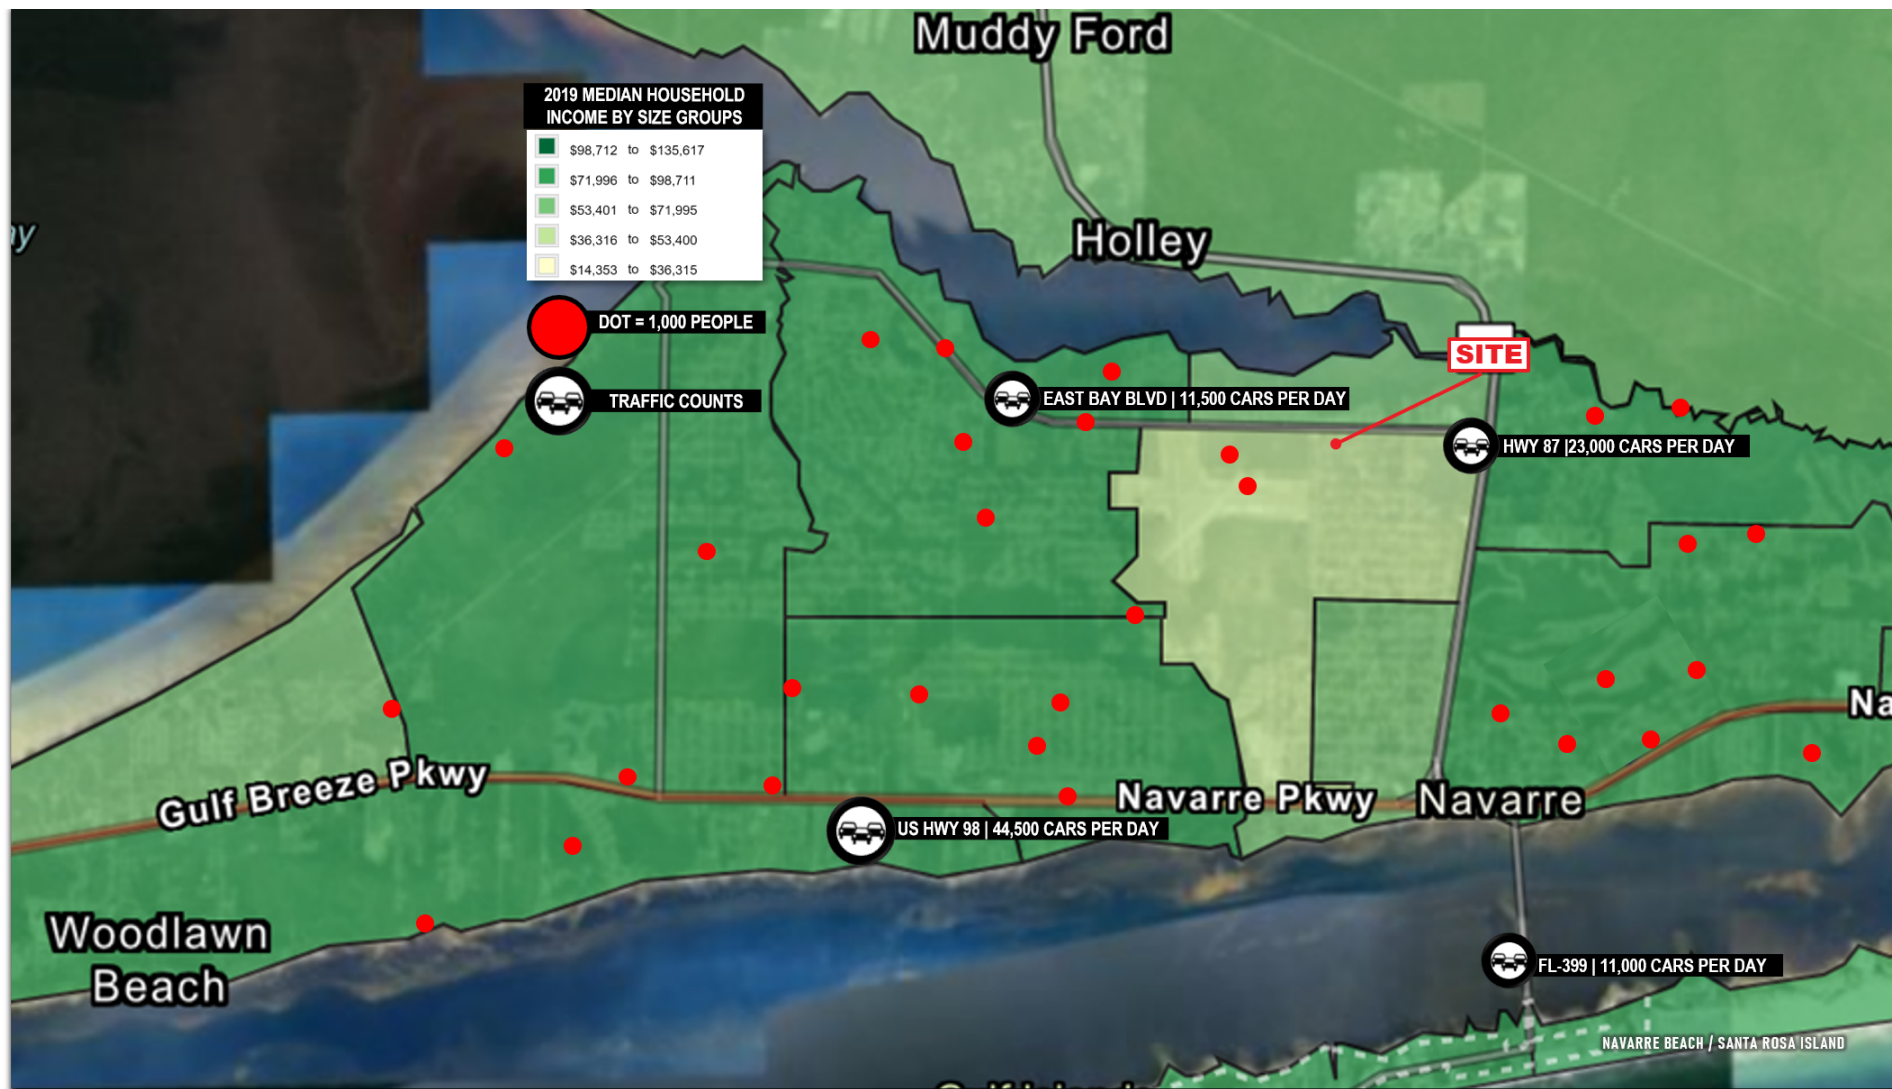 Muddy Ford
2019 MEDIAN HOUSEHOLD
INCOME BY SIZE GROUPS
$98,712 to $135,617
$71,996 to $98,711
$53,401 to $71,995
$36,316 to $53,400
$14,353 to $36,315
ay
Holley
DOT = 1,000 PEOPLE
SITE
TRAFFIC COUNTS
EAST BAY BLVD | 11,500 CARS PER DAY
HWY 87 |23,000 CARS PER DAY
Na
Gulf Breeze Pkwy
Navarre Pkwy
Navarre
US HWY 98 | 44,500 CARS PER DAY
Woodlawn
Beach
FL-399 | 11,000 CARS PER DAY
NAVARRE BEACH / SANTA ROSA ISLAND